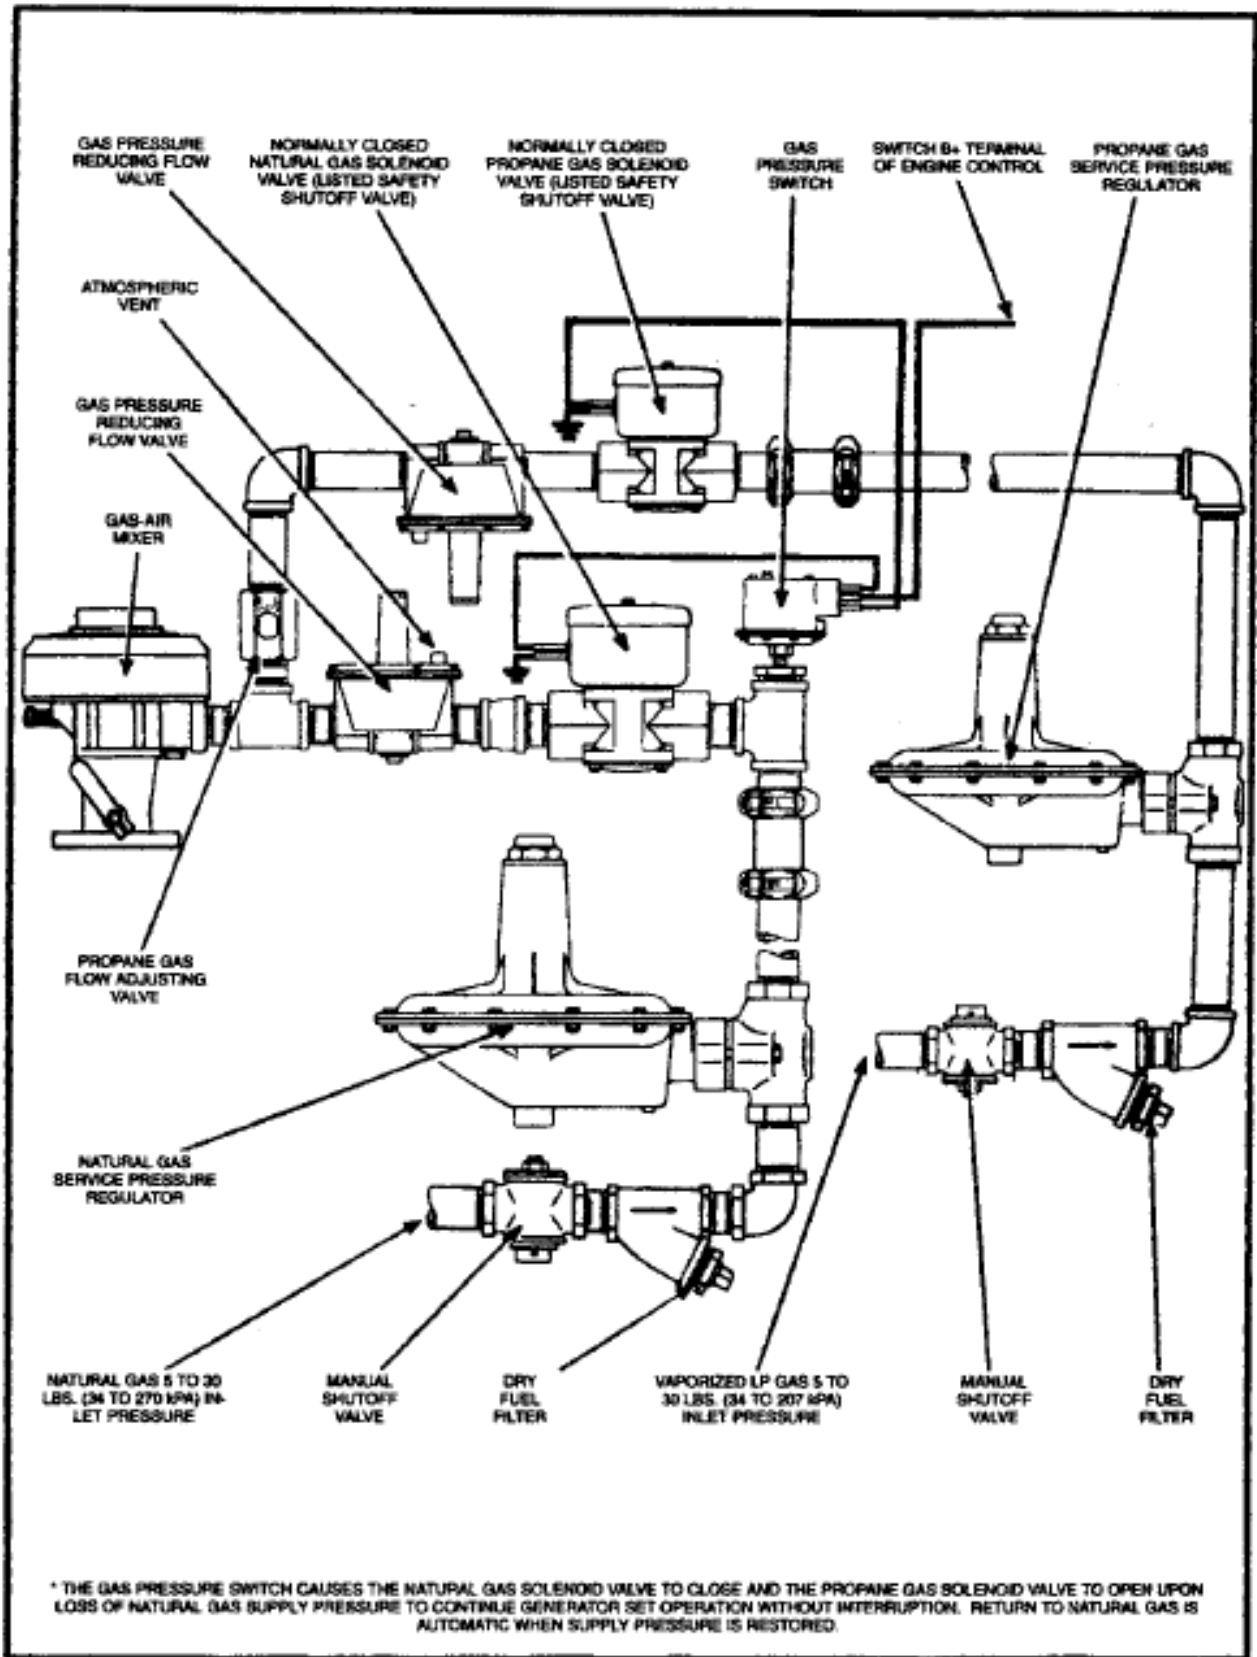 GAS PRESSURE
REDUCING FLOW
VALVE
NORMALLY CLOSED
NATURAL GAS SOLENOID
VALVE (LISTED SAFETY
SHUTOFF VALVE)
NORMALLY CLOSED
PROPANE GAS SOLENOID
VALVE (LISTED SAFETY
SHUTOFF VALVE)
GAS
PRESSURE
SWITCH
SWITCH B+ TERMINAL
OF ENGINE CONTROL
PROPANE GAS
SERVICE PRESSURE
REGULATOR
ATMOSPHERIC
VENT
GAS PRESSURE
REDUCING
FLOW VALVE
GAS-AIR
MIXER
PROPANE GAS
FLOW ADJUSTING
VALVE
NATURAL GAS
SERVICE PRESSURE
REGULATOR
NATURAL GAS 5 TO 30
LBS. (34 TO 270 kPA) IN-
LET PRESSURE
MANUAL
SHUTOFF
VALVE
DRY
FUEL
FILTER
VAPORIZED LP GAS 5 TO
30 LBS. (34 TO 207 kPA)
INLET PRESSURE
MANUAL
SHUTOFF
VALVE
DRY
FUEL
FILTER
* THE GAS PRESSURE SWITCH CAUSES THE NATURAL GAS SOLENOID VALVE TO CLOSE AND THE PROPANE GAS SOLENOID VALVE TO OPEN UPON
LOSS OF NATURAL GAS SUPPLY PRESSURE TO CONTINUE GENERATOR SET OPERATION WITHOUT INTERRUPTION. RETURN TO NATURAL GAS IS
AUTOMATIC WHEN SUPPLY PRESSURE IS RESTORED.